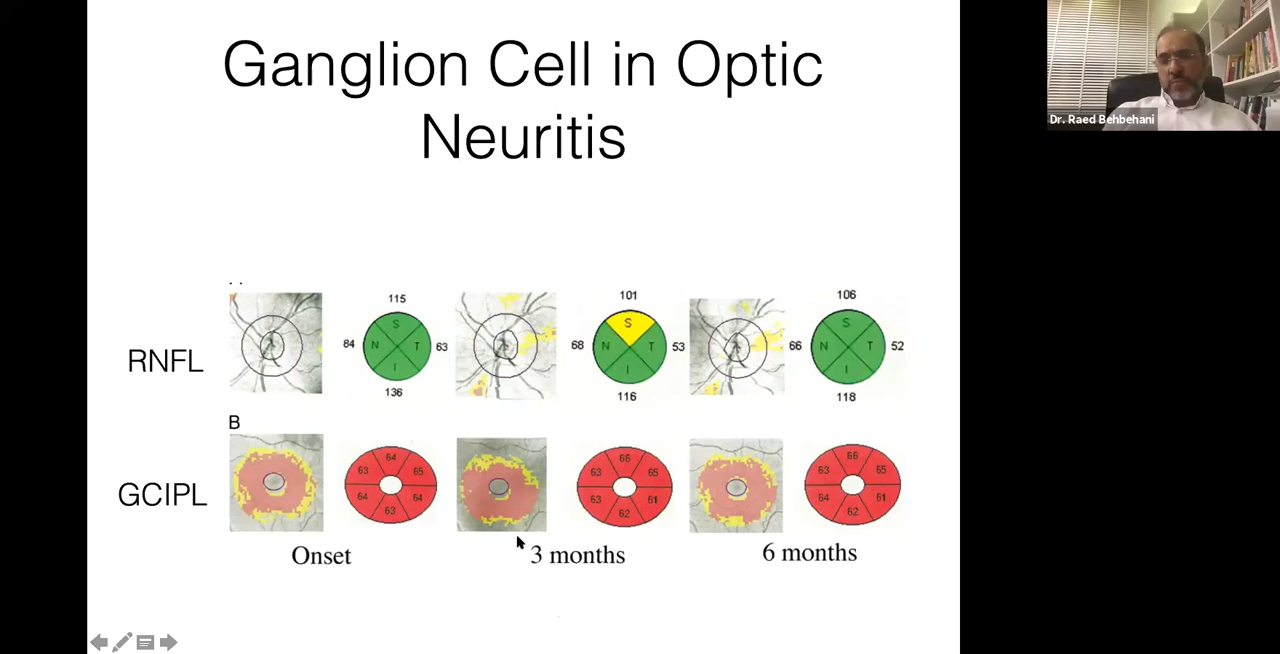 Ganglion Cell in Optic
Neuritis
Dr. Raed Behbehani
RNFL
115
84 S N T I 63
136
101
68 S N T I 53
116
106
66 S N T I 52
118
B
GCIPL
64
63 65
64 64
63
66
63 65
63 61
62
66
63 65
64 61
62
Onset
3 months
6 months